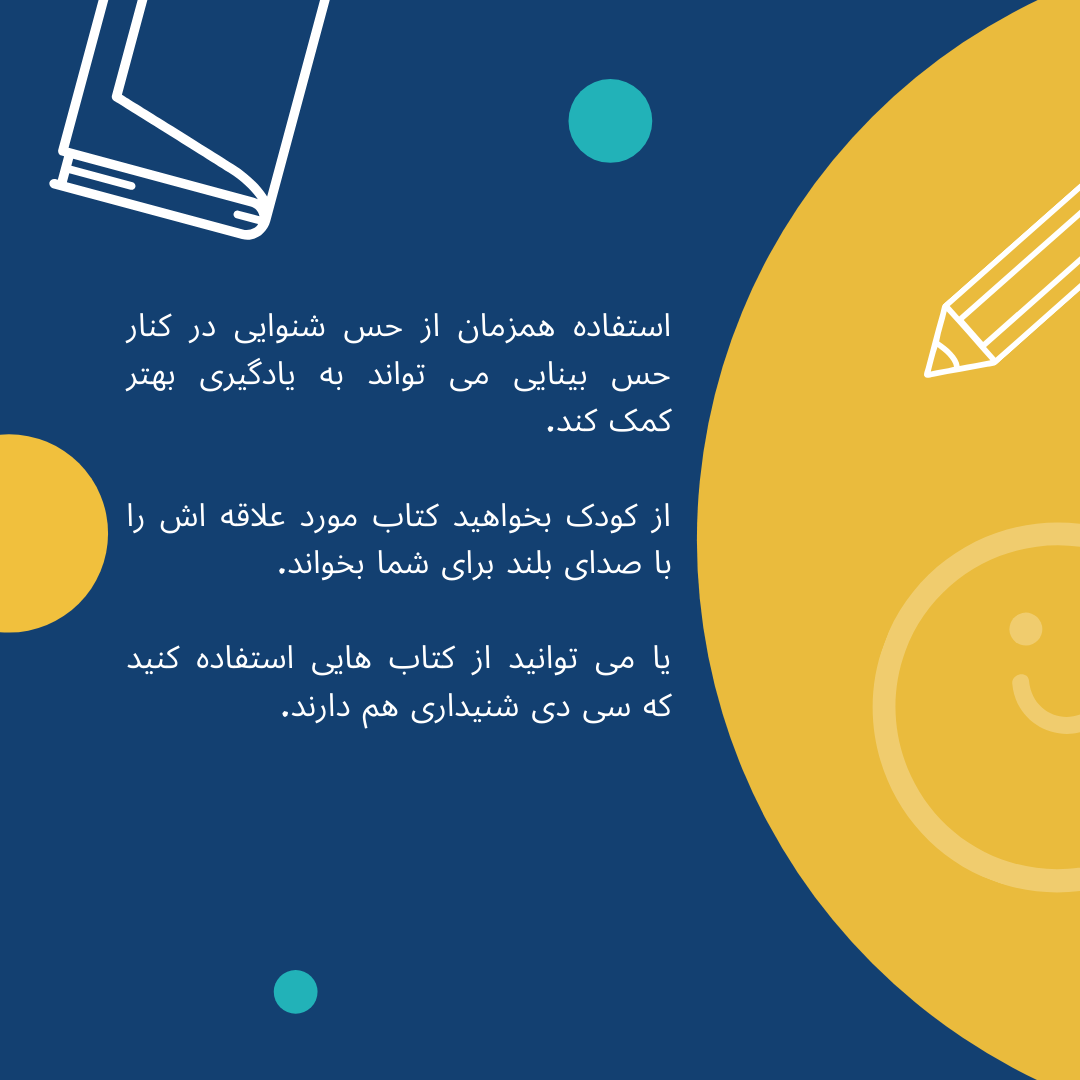 استفاده همزمان از حس شنوایی در کنار
حس بینایی می تواند به یادگیری بهتر
کمک کند.
از کودک بخواهید کتاب مورد علاقه اش را
با صدای بلند برای شما بخواند.
یا می توانید از کتاب هایی استفاده کنید
که سی دی شنیداری هم دارند.